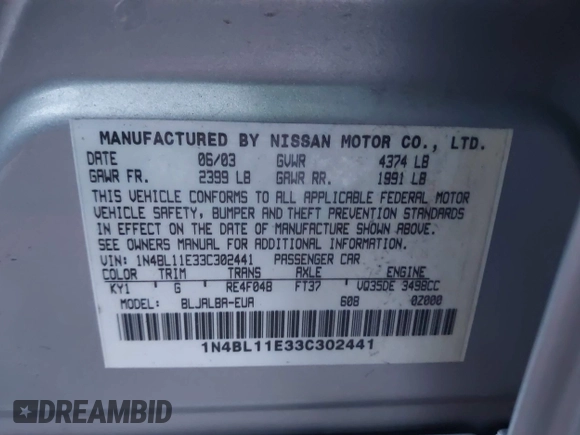 MANUFACTURED BY NISSAN MOTOR CO., LTD.
DATE 06/03 GVWR 4374 LB
GAWR FR. 2399 LB GAWR RR. 1991 LB
THIS VEHICLE CONFORMS TO ALL APPLICABLE FEDERAL MOTOR
VEHICLE SAFETY, BUMPER AND THEFT PREVENTION STANDARDS
IN EFFECT ON THE DATE OF MANUFACTURE SHOWN ABOVE.
SEE OWNERS MANUAL FOR ADDITIONAL INFORMATION.
VIN: 1N4BL11E33C302441 PASSENGER CAR
COLOR TRIM TRANS AXLE ENGINE
KY1 G RE4F04B FT37 VQ35DE 3498CC
MODEL: BLJALBA-EUA 608 0Z000
1N4BL11E33C302441
DREAMBID